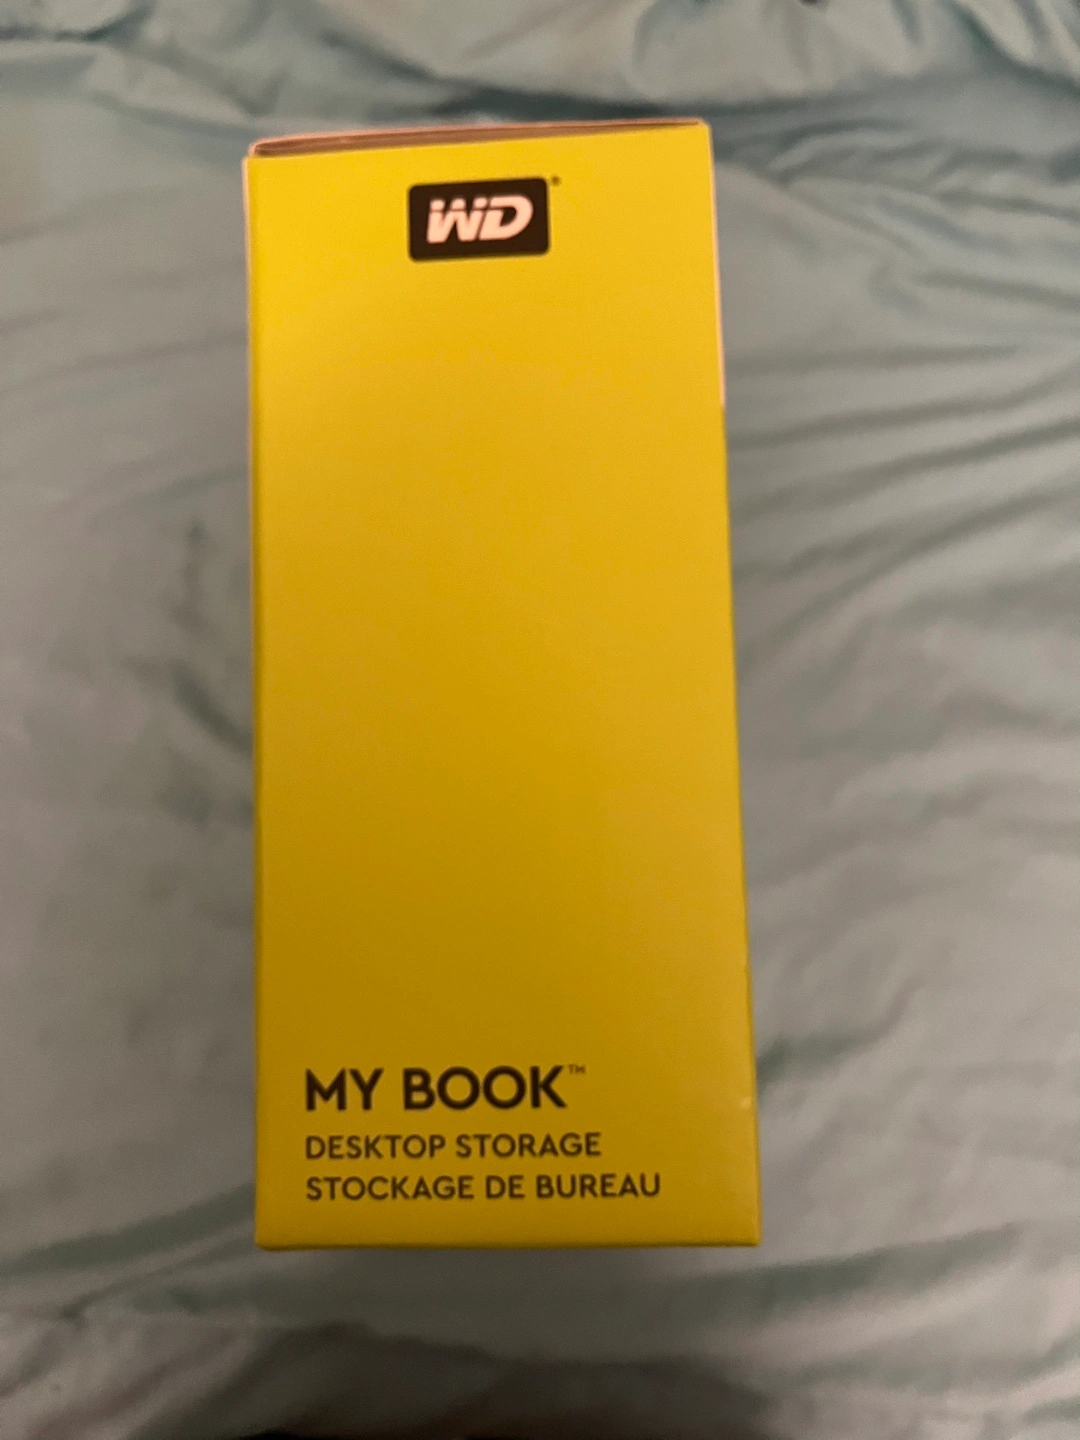 WD®
MY BOOK™
DESKTOP STORAGE
STOCKAGE DE BUREAU